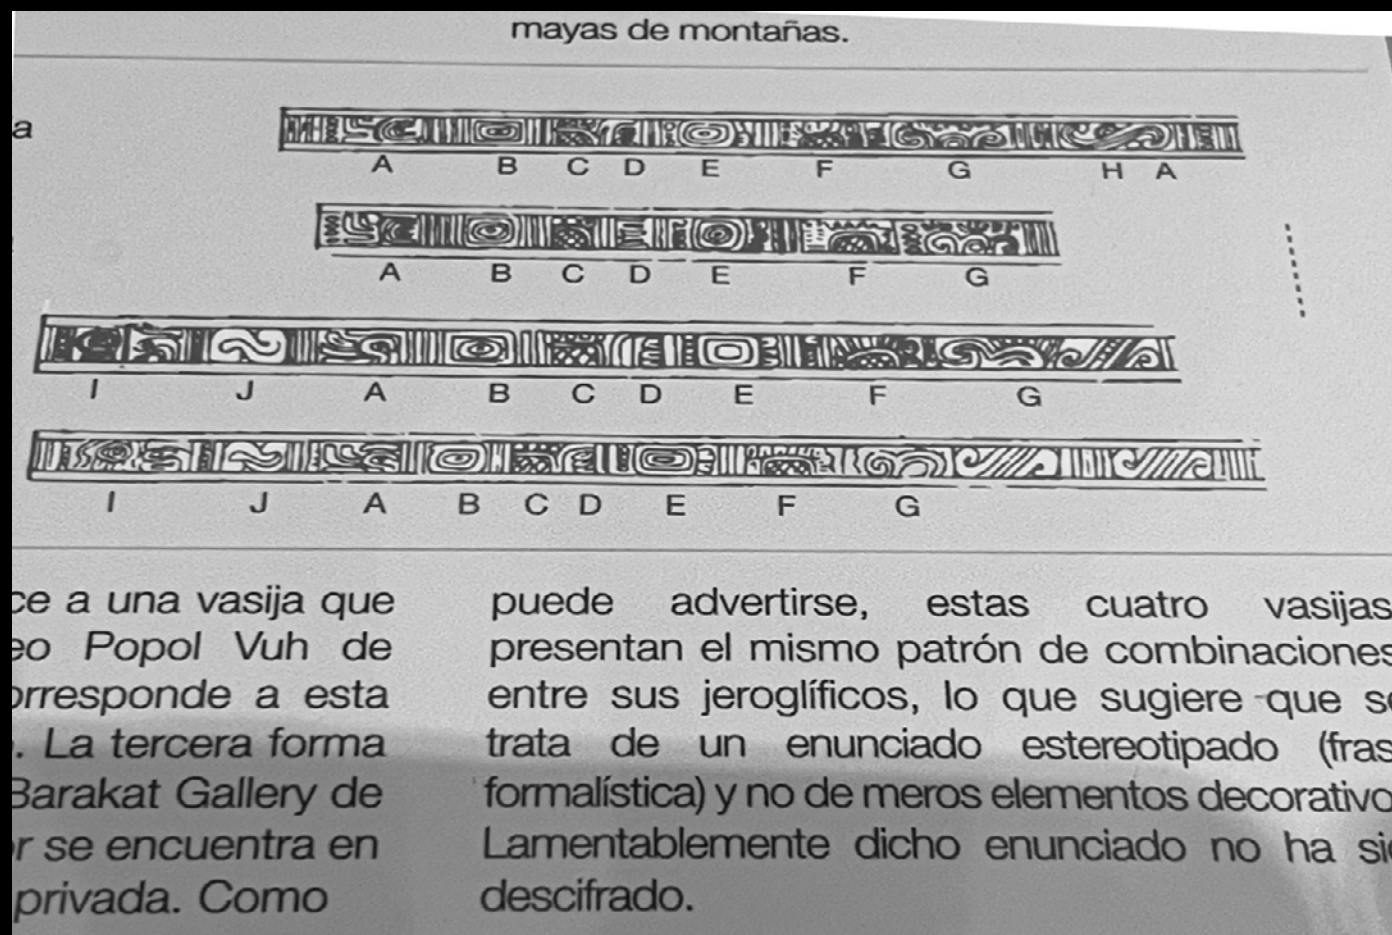 mayas de montañas.
a
A B C D E F G H A
A B C D E F G
I J A B C D E F G
I J A B C D E F G
ce a una vasija que
eo Popol Vuh de
orresponde a esta
. La tercera forma
Barakat Gallery de
r se encuentra en
privada. Como
puede advertirse, estas cuatro vasijas
presentan el mismo patrón de combinaciones
entre sus jeroglíficos, lo que sugiere que s
trata de un enunciado estereotipado (fras
formalística) y no de meros elementos decorativo
Lamentablemente dicho enunciado no ha si
descifrado.